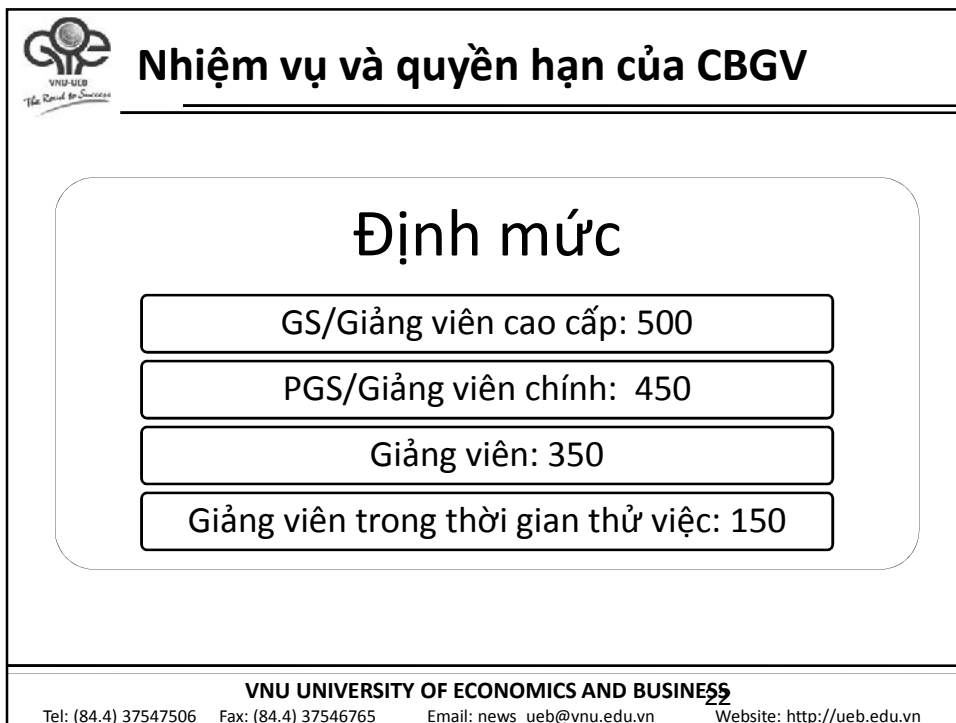 VNU-UEB
The Road to Success
Nhiệm vụ và quyền hạn của CBGV
Định mức
GS/Giảng viên cao cấp: 500
PGS/Giảng viên chính: 450
Giảng viên: 350
Giảng viên trong thời gian thử việc: 150
VNU UNIVERSITY OF ECONOMICS AND BUSINESS
22
Tel: (84.4) 37547506 Fax: (84.4) 37546765 Email: news_ueb@vnu.edu.vn Website: http://ueb.edu.vn